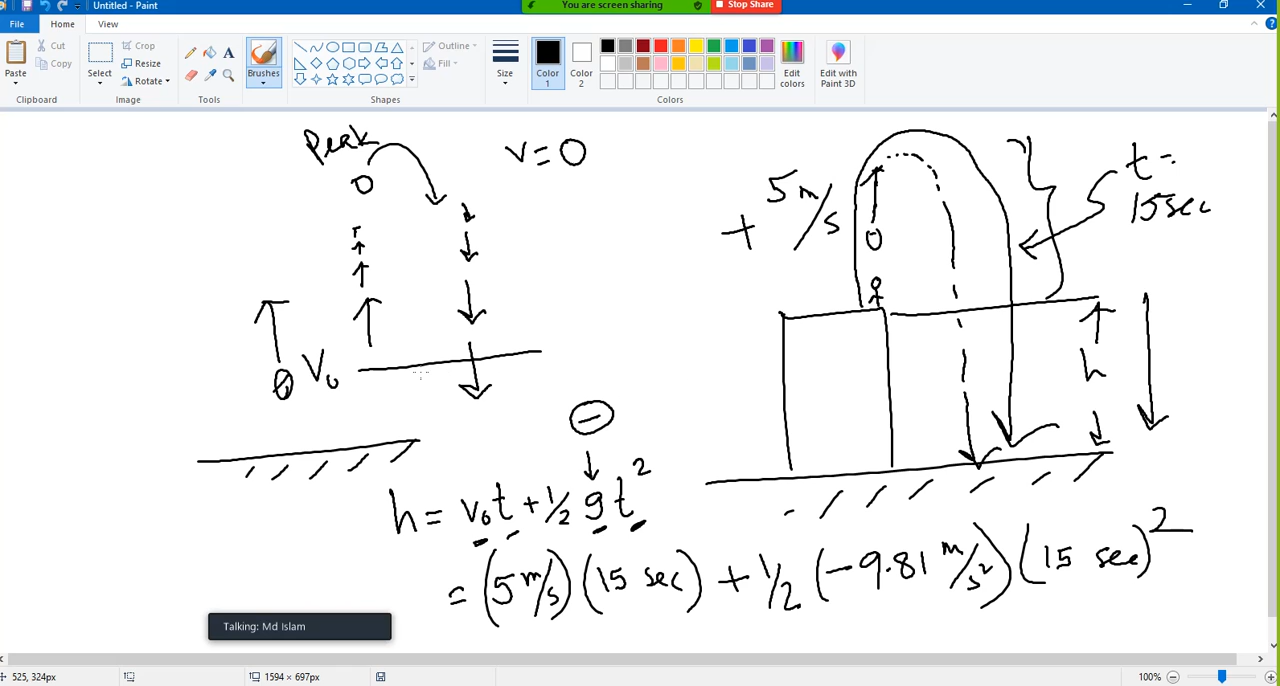 Untitled - Paint
You are screen sharing
Stop Share
File
Home
View
Paste
Cut
Copy
Clipboard
Select
Crop
Resize
Rotate
Image
A
Tools
Brushes
Outline
Fill
Shapes
Size
Color 1
Color 2
Edit colors
Colors
Edit with Paint 3D
Peak
v=0
V₀
+ 5 m/s
t = 15 sec
h
−
h = v₀t + 1/2 gt²
= (5 m/s)(15 sec) + 1/2 (-9.81 m/s²)(15 sec)²
Talking: Md Islam
525, 324px
1594 × 697px
100%